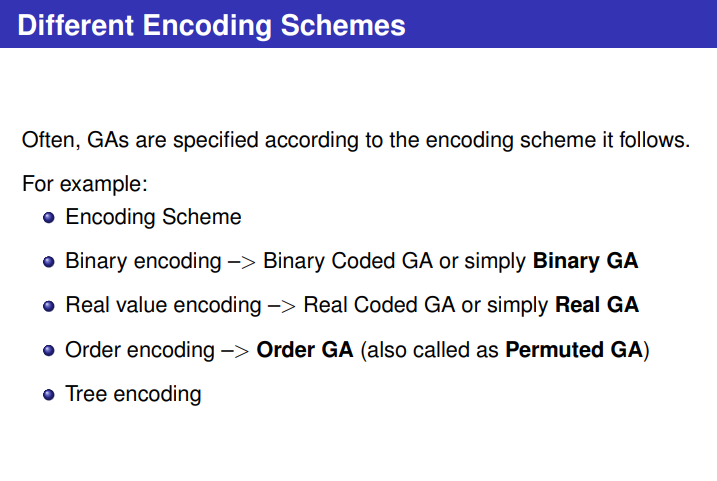 Different Encoding Schemes
Often, GAs are specified according to the encoding scheme it follows.
For example:
Encoding Scheme
Binary encoding –> Binary Coded GA or simply Binary GA
Real value encoding –> Real Coded GA or simply Real GA
Order encoding –> Order GA (also called as Permuted GA)
Tree encoding